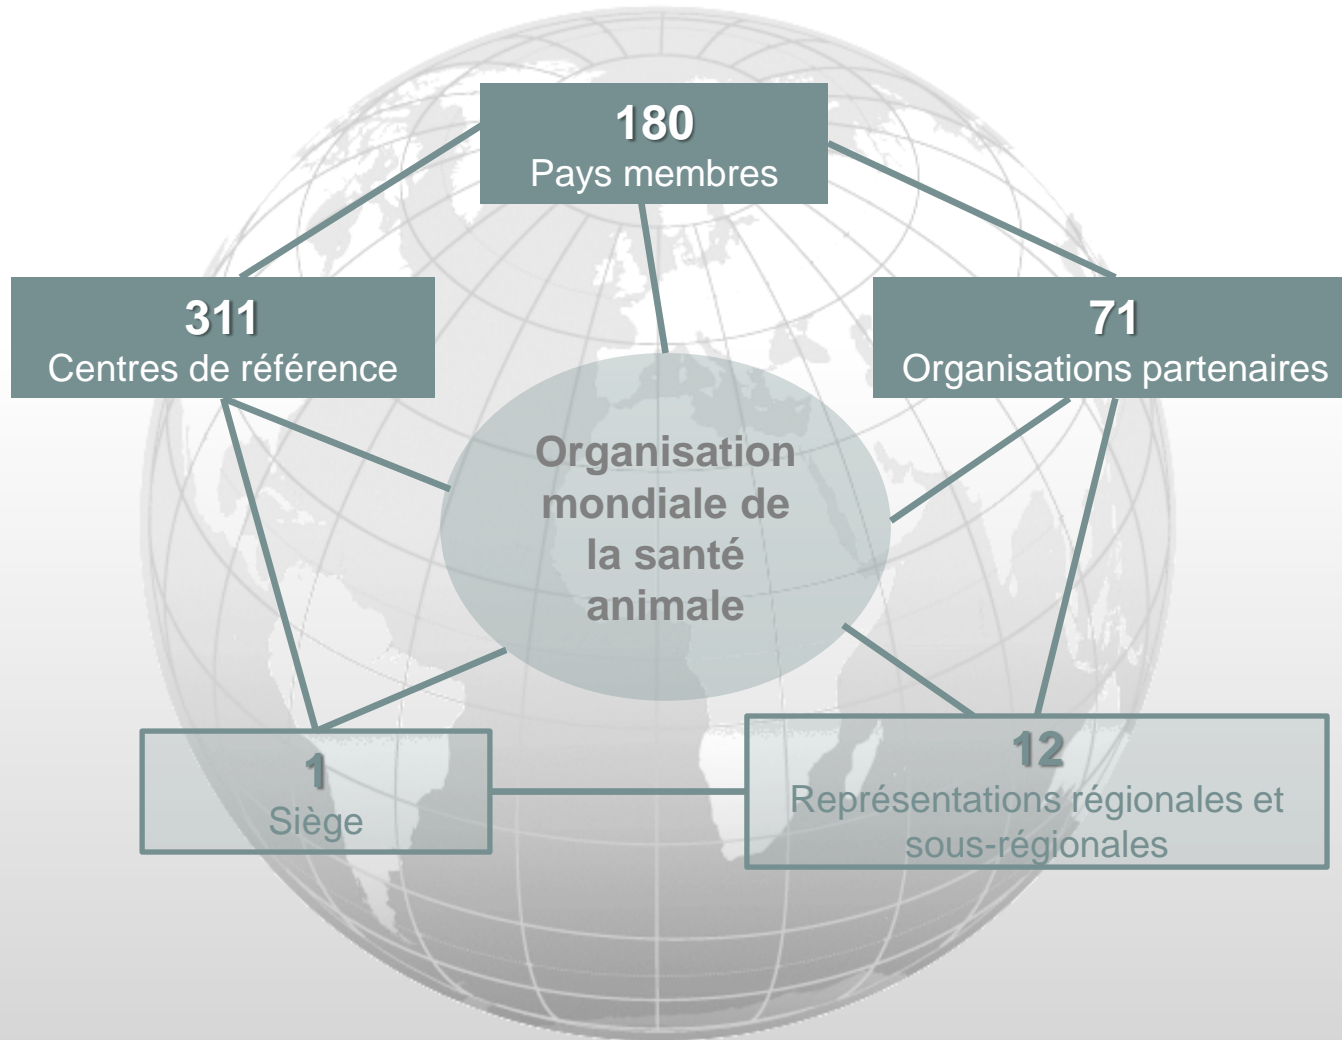 180
Pays membres
311
Centres de référence
71
Organisations partenaires
Organisation
mondiale de
la santé
animale
1
Siège
12
Représentations régionales et
sous-régionales